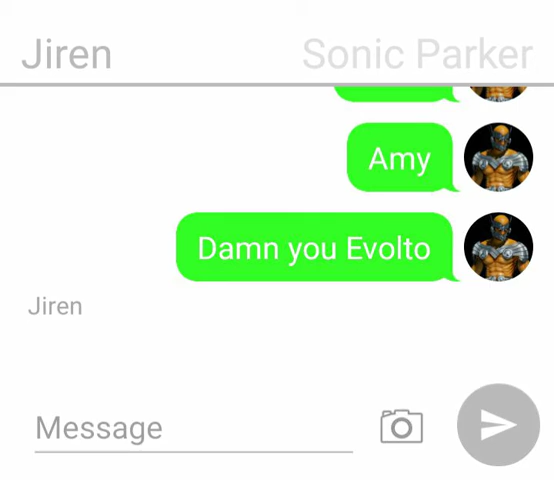 Jiren
Sonic Parker
Amy
Damn you Evolto
Jiren
Message